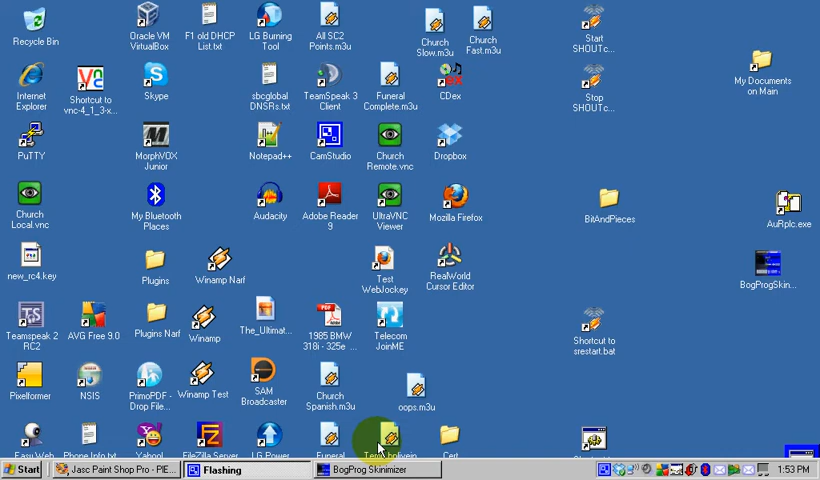 Recycle Bin
Oracle VM
VirtualBox
F1 old DHCP
List.txt
LG Burning
Tool
All SC2
Points.m3u
Church
Slow.m3u
Church
Fast.m3u
Start
SHOUTc...
My Documents
on Main
Internet
Explorer
Shortcut to
vnc-4_1_3-x...
Skype
sbcglobal
DNSRs.txt
TeamSpeak 3
Client
Funeral
Complete.m3u
CDex
Stop
SHOUTc...
PuTTY
MorphVOX
Junior
Notepad++
CamStudio
Church
Remote.vnc
Dropbox
Church
Local.vnc
My Bluetooth
Places
Audacity
Adobe Reader
9
UltraVNC
Viewer
Mozilla Firefox
BitAndPieces
AuRplc.exe
new_rc4.key
Plugins
Winamp Narf
Test
WebJockey
RealWorld
Cursor Editor
BogProgSkin...
Teamspeak 2
RC2
AVG Free 9.0
Plugins Narf
Winamp
The_Ultimat...
1985 BMW
318i - 325e ...
Telecom
JoinME
Shortcut to
srestart.bat
Pixelformer
NSIS
PrimoPDF -
Drop File...
Winamp Test
SAM
Broadcaster
Church
Spanish.m3u
oops.m3u
Easy Web
Phone Info.txt
Yahoo!
FileZilla Server
LG Power
Funeral
Cert
Start
Jasc Paint Shop Pro - PIE...
Flashing
BogProg Skinimizer
1:53 PM